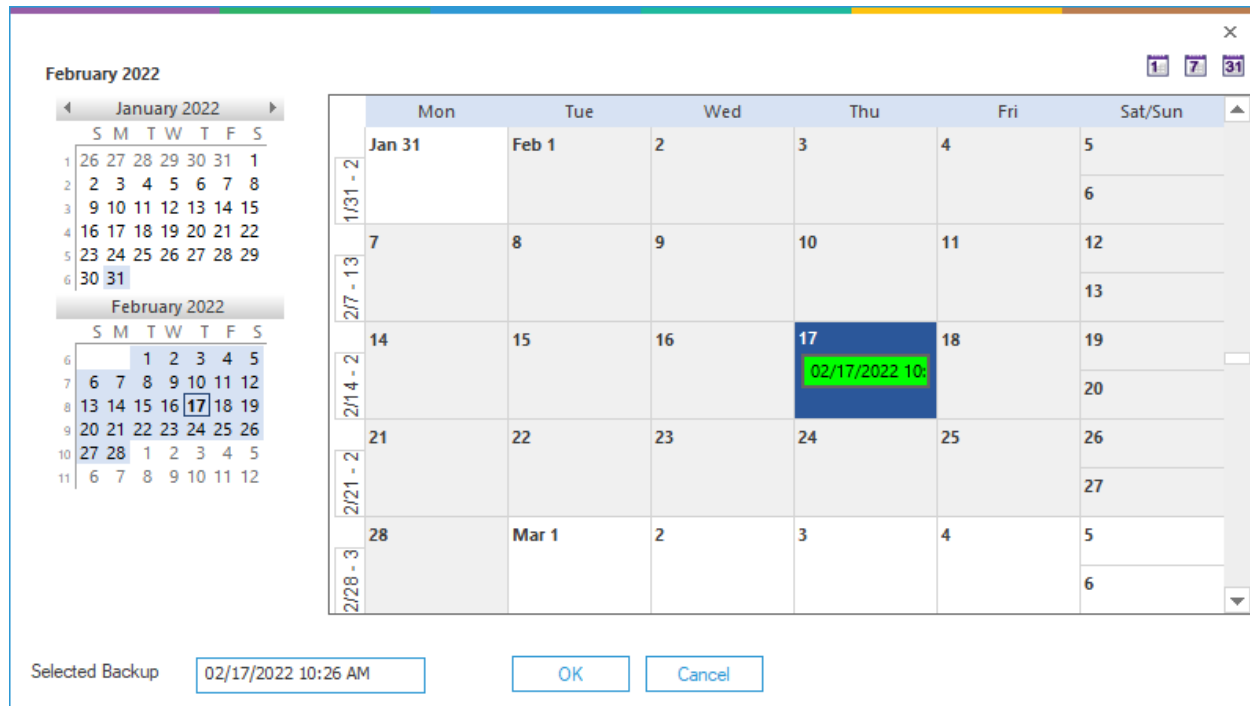 ×
1 7 31
February 2022
January 2022
S M T W T F S
1 26 27 28 29 30 31 1
2 2 3 4 5 6 7 8
3 9 10 11 12 13 14 15
4 16 17 18 19 20 21 22
5 23 24 25 26 27 28 29
6 30 31
February 2022
S M T W T F S
6 1 2 3 4 5
7 6 7 8 9 10 11 12
8 13 14 15 16 17 18 19
9 20 21 22 23 24 25 26
10 27 28 1 2 3 4 5
11 6 7 8 9 10 11 12
Mon Tue Wed Thu Fri Sat/Sun
1/31 - 2
Jan 31 Feb 1 2 3 4 5
6
2/7 - 13
7 8 9 10 11 12
13
2/14 - 2
14 15 16 17 18 19
02/17/2022 10:
20
2/21 - 2
21 22 23 24 25 26
27
2/28 - 3
28 Mar 1 2 3 4 5
6
Selected Backup 02/17/2022 10:26 AM OK Cancel